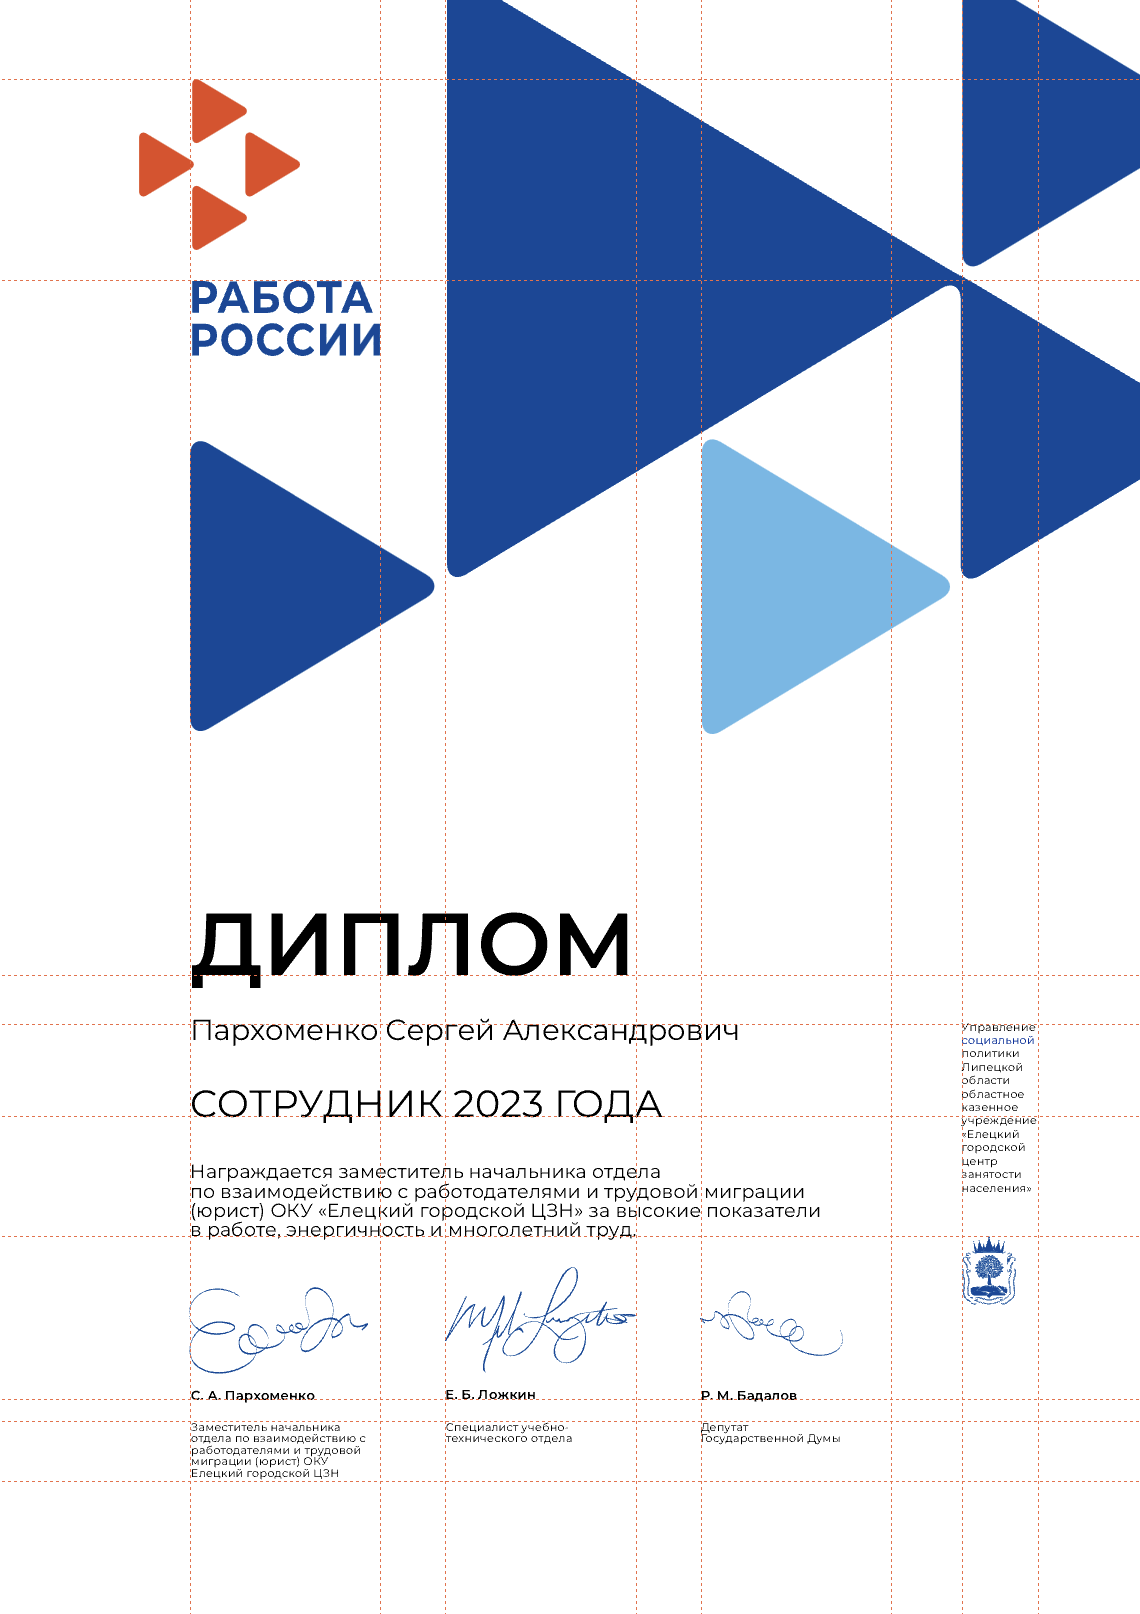 РАБОТА
РОССИИ
ДИПЛОМ
Пархоменко Сергей Александрович
СОТРУДНИК 2023 ГОДА
Награждается заместитель начальника отдела
по взаимодействию с работодателями и трудовой миграции
(юрист) ОКУ «Елецкий городской ЦЗН» за высокие показатели
в работе, энергичность и многолетний труд.
Управление
социальной
политики
Липецкой
области
областное
казенное
учреждение
«Елецкий
городской
центр
занятости
населения»
С. А. Пархоменко
Заместитель начальника
отдела по взаимодействию с
работодателями и трудовой
миграции (юрист) ОКУ
Елецкий городской ЦЗН
Е. Б. Ложкин
Специалист учебно-
технического отдела
Р. М. Бадалов
Депутат
Государственной Думы